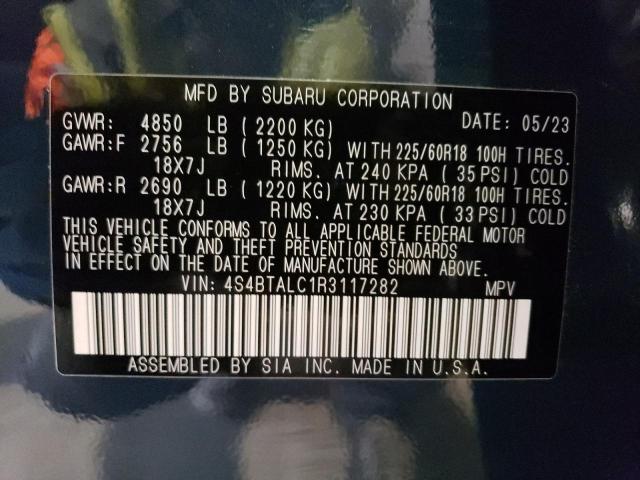 MFD BY SUBARU CORPORATION
GVWR: 4850 LB ( 2200 KG) DATE: 05/23
GAWR:F 2756 LB ( 1250 KG) WITH 225/60R18 100H TIRES.
18X7J RIMS. AT 240 KPA ( 35 PSI) COLD
GAWR:R 2690 LB ( 1220 KG) WITH 225/60R18 100H TIRES.
18X7J RIMS. AT 230 KPA ( 33 PSI) COLD
THIS VEHICLE CONFORMS TO ALL APPLICABLE FEDERAL MOTOR
VEHICLE SAFETY AND THEFT PREVENTION STANDARDS
IN EFFECT ON THE DATE OF MANUFACTURE SHOWN ABOVE.
VIN: 4S4BTALC1R3117282 MPV
ASSEMBLED BY SIA INC. MADE IN U.S.A.